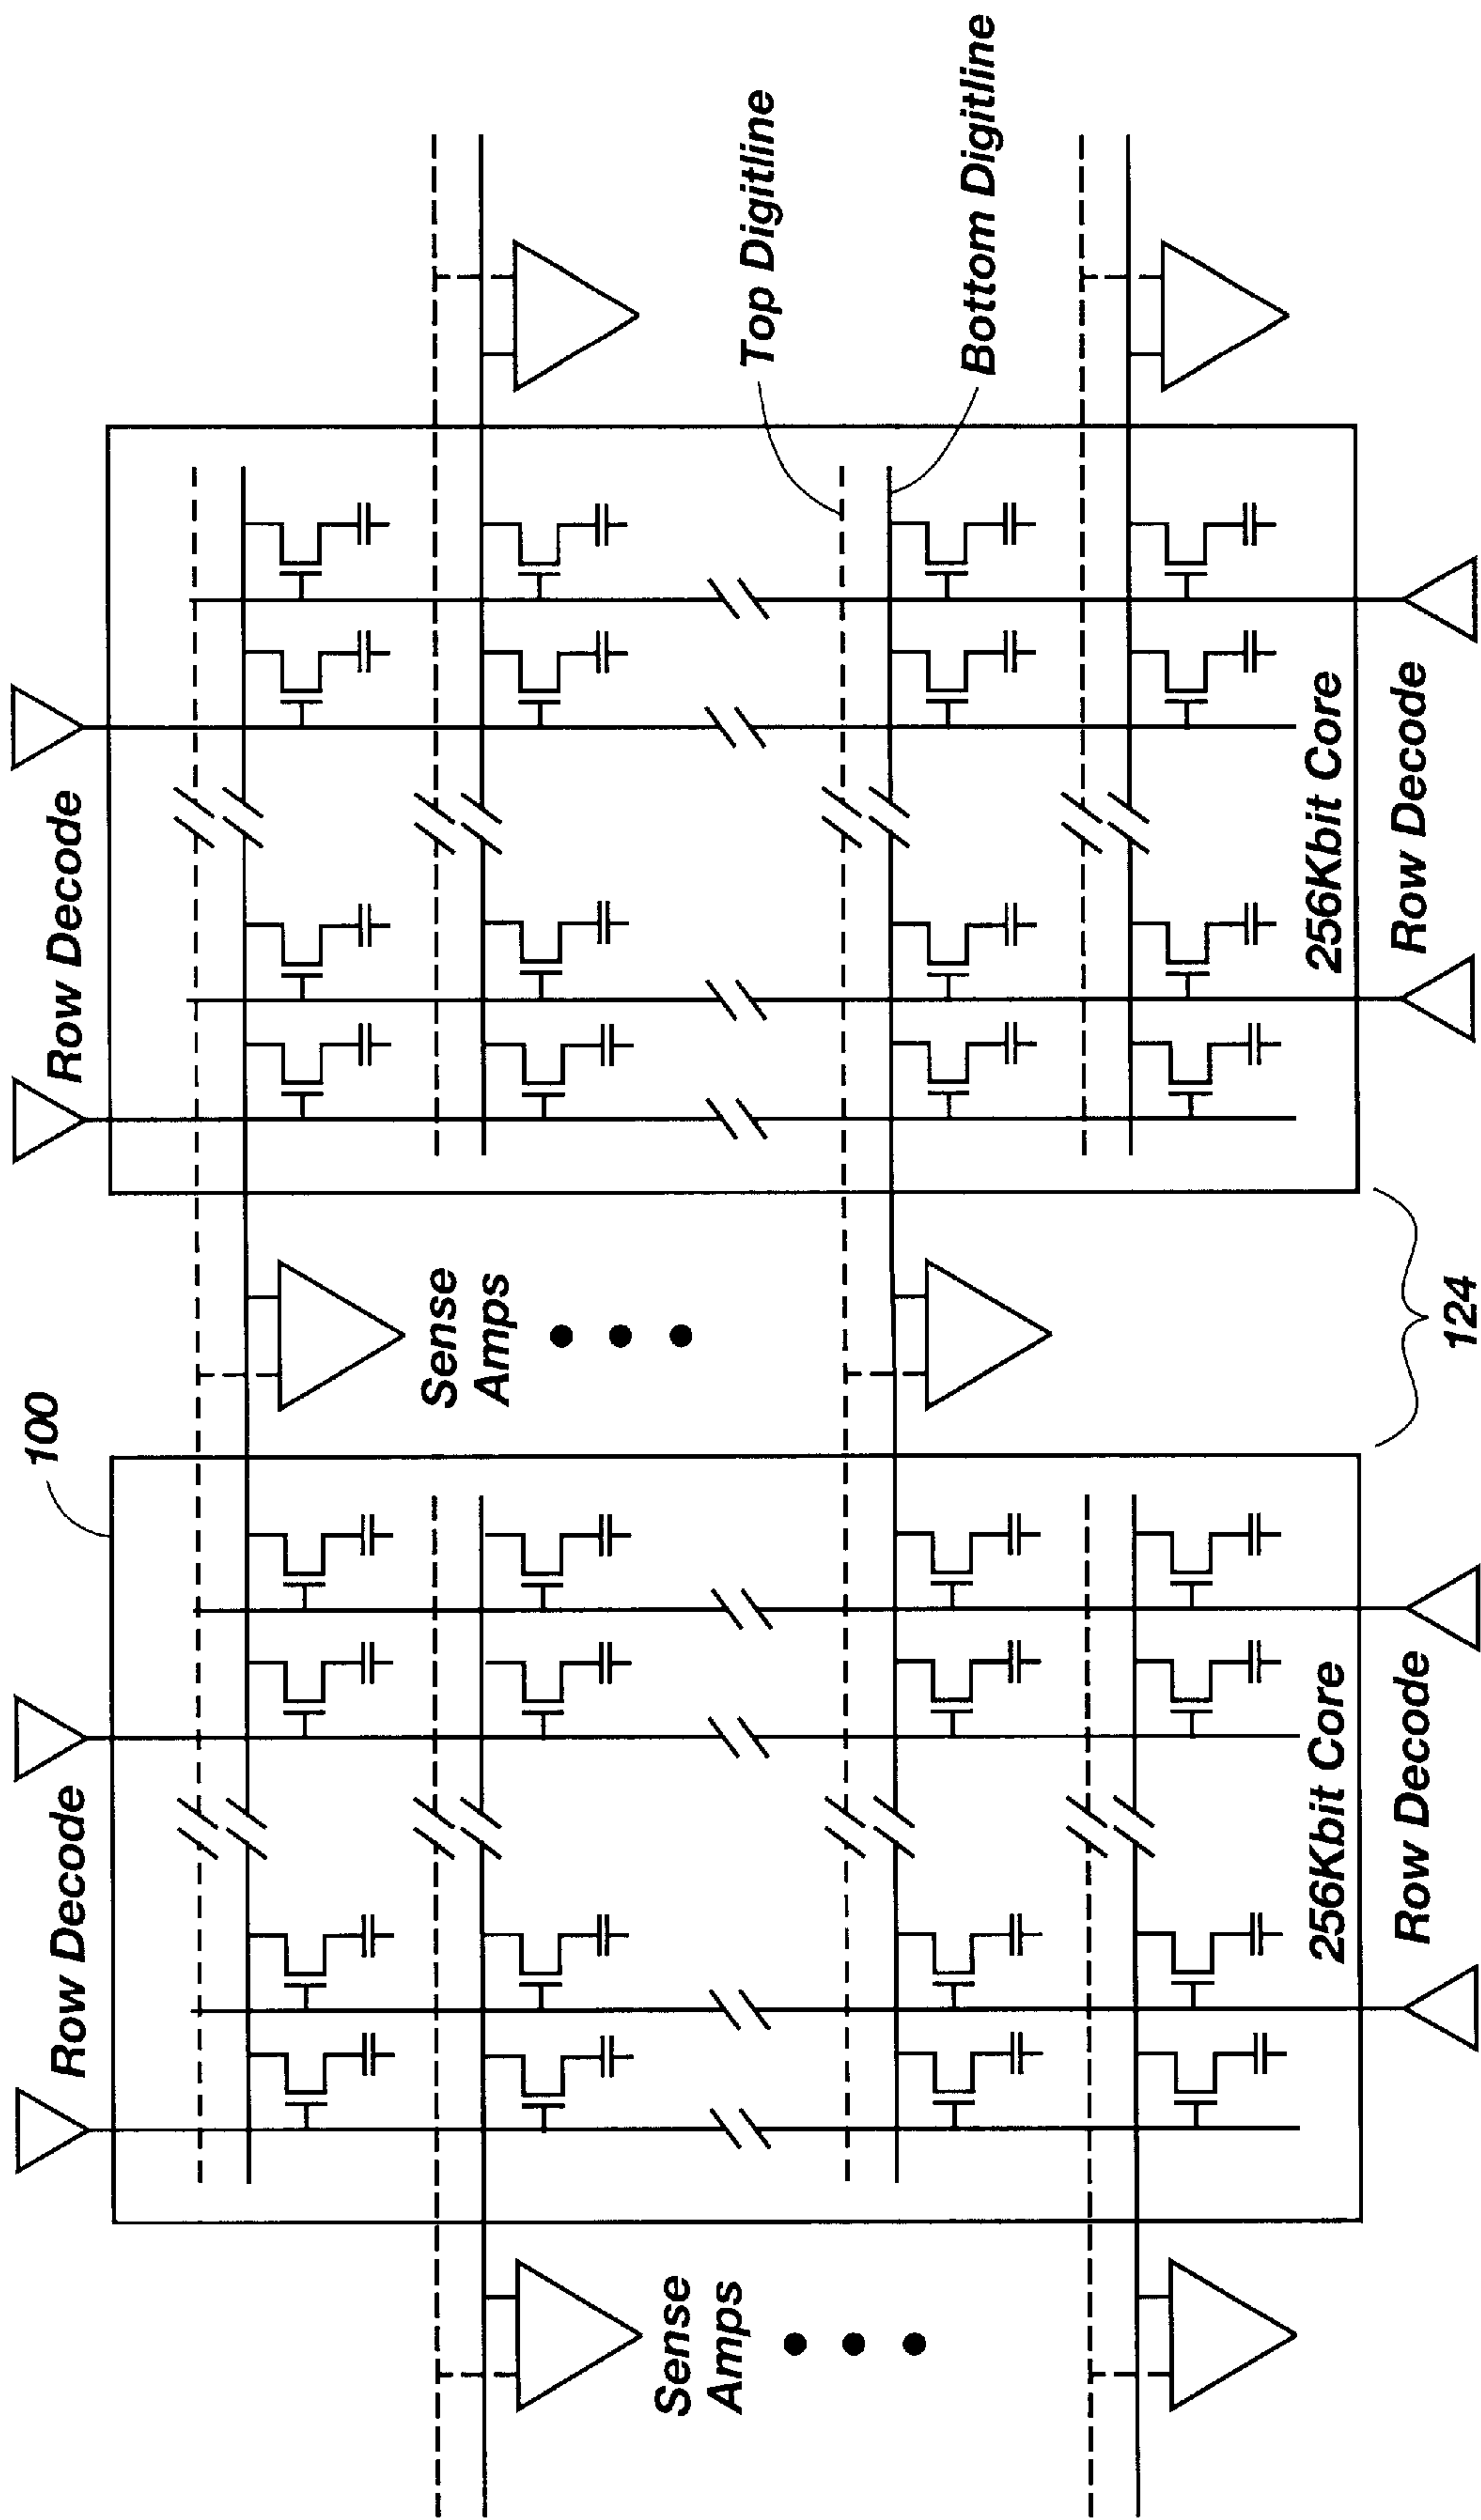 Row Decode
Row Decode
100
Sense
Amps
Sense
Amps
Top Digitline
Bottom Digitline
256Kbit Core
256Kbit Core
Row Decode
Row Decode
124